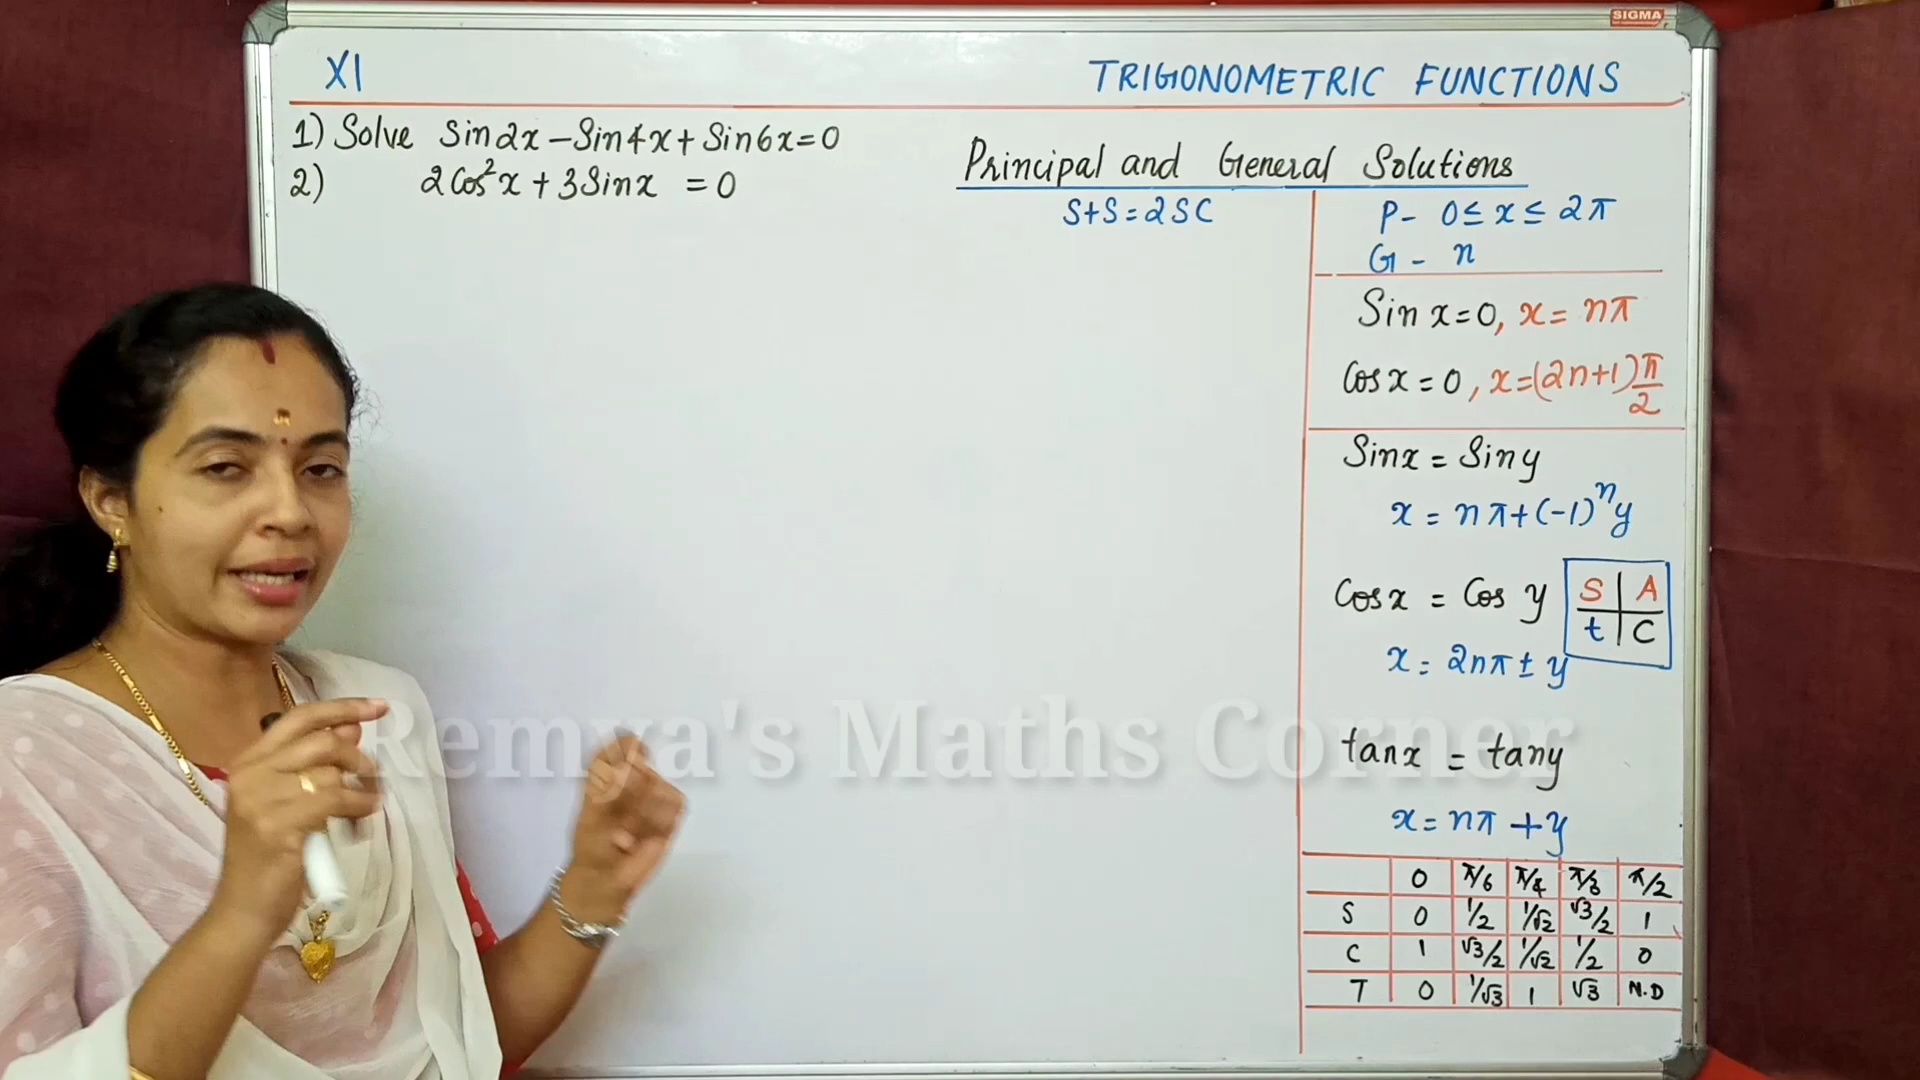 SIGMA
XI
TRIGONOMETRIC FUNCTIONS
1) Solve Sin2x - Sin4x + Sin6x = 0
2) 2Cos²x + 3Sinx = 0
Principal and General Solutions
S+S = 2SC
P - 0 ≤ x ≤ 2π
G - n
Sin x = 0, x = nπ
Cos x = 0, x = (2n+1)π/2
Sinx = Siny
x = nπ + (-1)ⁿy
Cosx = Cos y
S A
t C
x = 2nπ ± y
Remya's Maths Corner
tanx = tany
x = nπ + y
0 π/6 π/4 π/3 π/2
S 0 1/2 1/√2 √3/2 1
C 1 √3/2 1/√2 1/2 0
T 0 1/√3 1 √3 N.D